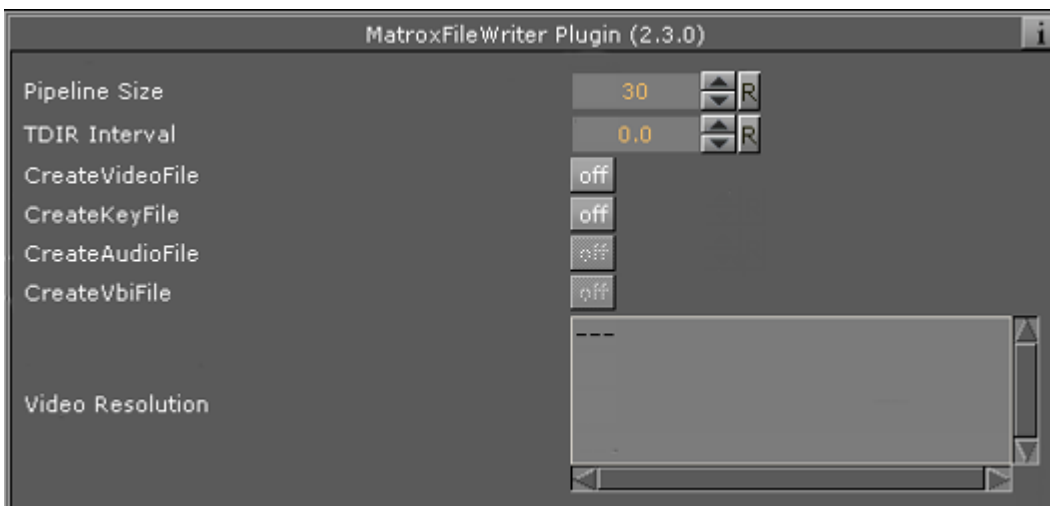 MatroxFileWriter Plugin (2.3.0) i
Pipeline Size 30 R
TDIR Interval 0.0 R
CreateVideoFile off
CreateKeyFile off
CreateAudioFile off
CreateVbiFile off
---
Video Resolution